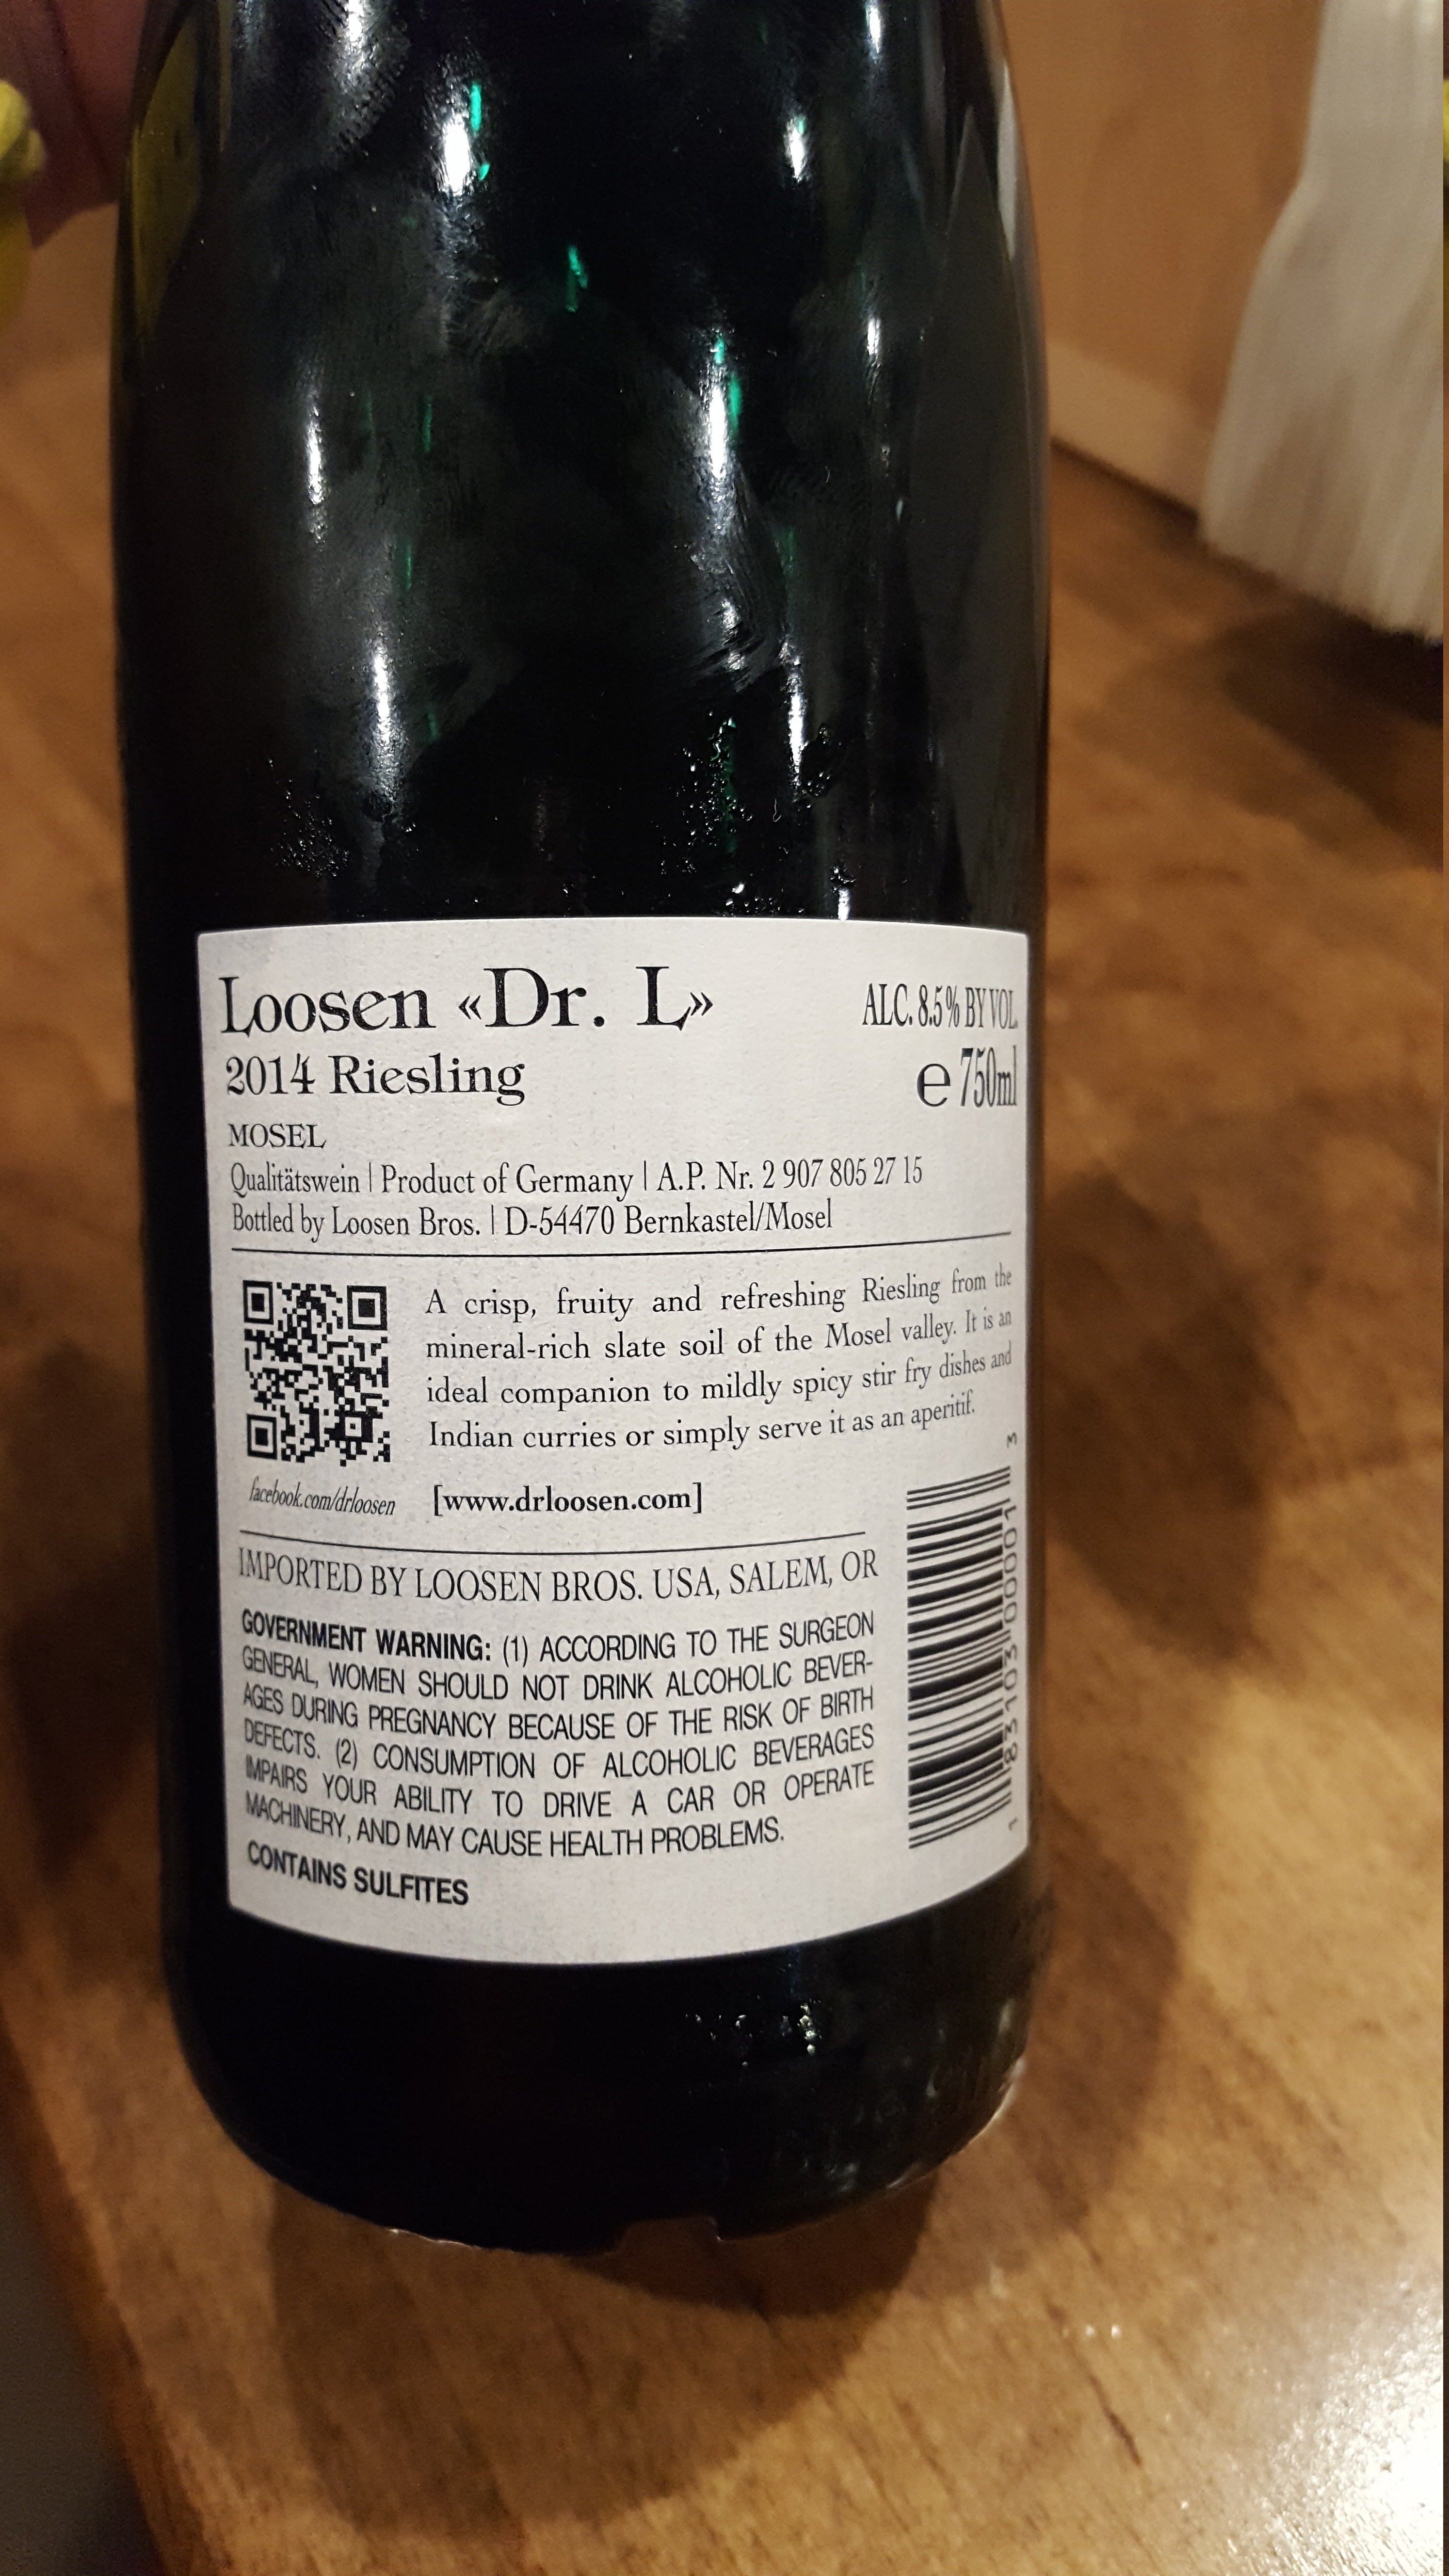 Loosen «Dr. L»
ALC. 8.5% BY VOL.
2014 Riesling
e 750ml
MOSEL
Qualitätswein | Product of Germany | A.P. Nr. 2 907 805 27 15
Bottled by Loosen Bros. | D-54470 Bernkastel/Mosel
A crisp, fruity and refreshing Riesling from the
mineral-rich slate soil of the Mosel valley. It is an
ideal companion to mildly spicy stir fry dishes and
Indian curries or simply serve it as an aperitif.
facebook.com/drloosen
[www.drloosen.com]
IMPORTED BY LOOSEN BROS. USA, SALEM, OR
GOVERNMENT WARNING: (1) ACCORDING TO THE SURGEON
GENERAL, WOMEN SHOULD NOT DRINK ALCOHOLIC BEVER-
AGES DURING PREGNANCY BECAUSE OF THE RISK OF BIRTH
DEFECTS. (2) CONSUMPTION OF ALCOHOLIC BEVERAGES
IMPAIRS YOUR ABILITY TO DRIVE A CAR OR OPERATE
MACHINERY, AND MAY CAUSE HEALTH PROBLEMS.
CONTAINS SULFITES
1 83103 00001 3